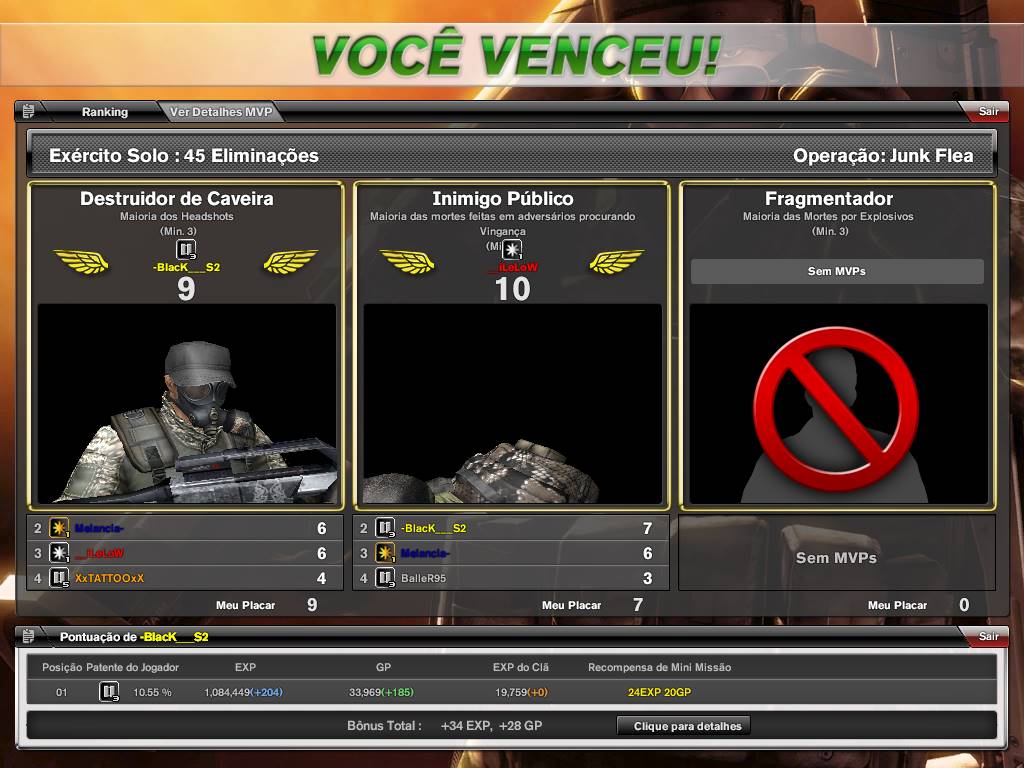 VOCÊ VENCEU!
Ranking
Ver Detalhes MVP
Sair
Exército Solo : 45 Eliminações
Operação: Junk Flea
Destruidor de Caveira
Maioria dos Headshots
(Min. 3)
-BlacK___S2
9
Inimigo Público
Maioria das mortes feitas em adversários procurando
Vingança
(Mi
__iLeLoW
10
Fragmentador
Maioria das Mortes por Explosivos
(Min. 3)
Sem MVPs
2 Melancia- 6
3 __iLeLoW 6
4 XxTATTOOxX 4
Meu Placar 9
2 -BlacK___S2 7
3 Melancia- 6
4 BalleR95 3
Meu Placar 7
Sem MVPs
Meu Placar 0
Pontuação de -BlacK___S2
Sair
Posição Patente do Jogador EXP GP EXP do Clã Recompensa de Mini Missão
01 10.55 % 1,084,449(+204) 33,969(+185) 19,759(+0) 24EXP 20GP
Bônus Total : +34 EXP, +28 GP
Clique para detalhes